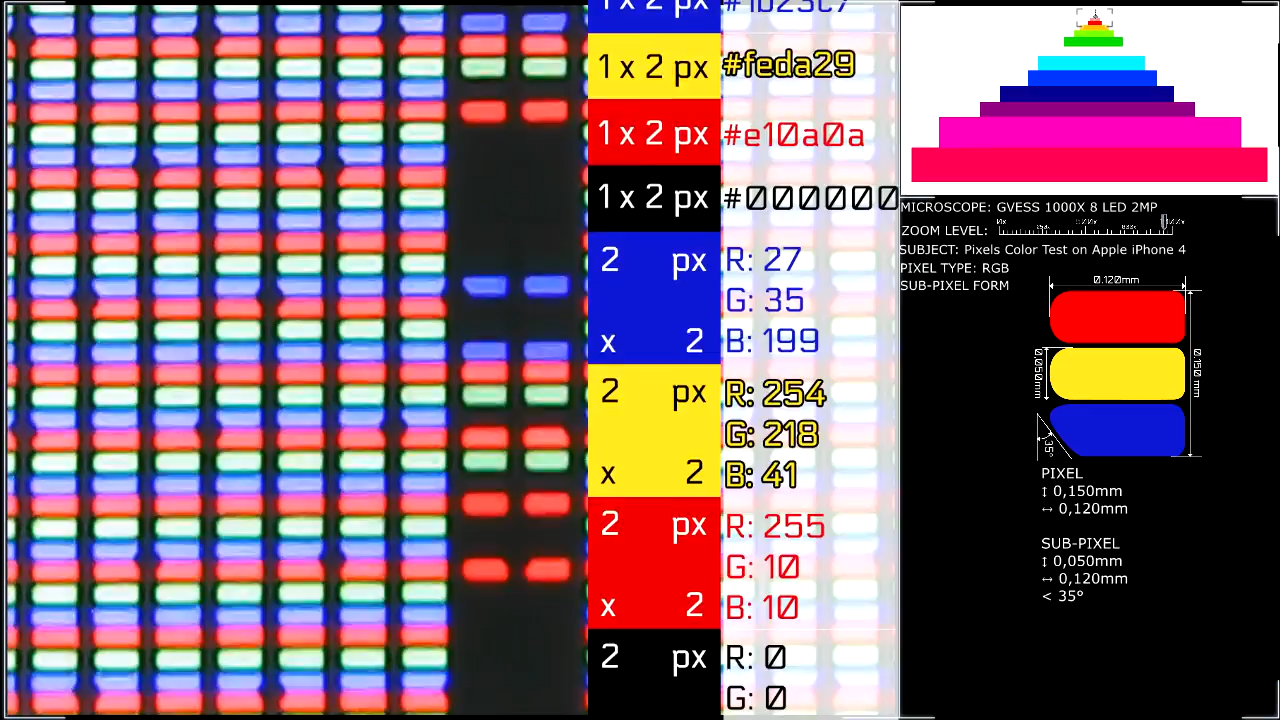 1 x 2 px #1b23c7
1 x 2 px #feda29
1 x 2 px #e10a0a
1 x 2 px #000000
2 px R: 27
G: 35
x 2 B: 199
2 px R: 254
G: 218
x 2 B: 41
2 px R: 255
G: 10
x 2 B: 10
2 px R: 0
G: 0
MICROSCOPE: GVESS 1000X 8 LED 2MP
ZOOM LEVEL:
SUBJECT: Pixels Color Test on Apple iPhone 4
PIXEL TYPE: RGB
SUB-PIXEL FORM
0.120mm
0.050mm
0.150 mm
35°
PIXEL
↕ 0,150mm
↔ 0,120mm
SUB-PIXEL
↕ 0,050mm
↔ 0,120mm
< 35°